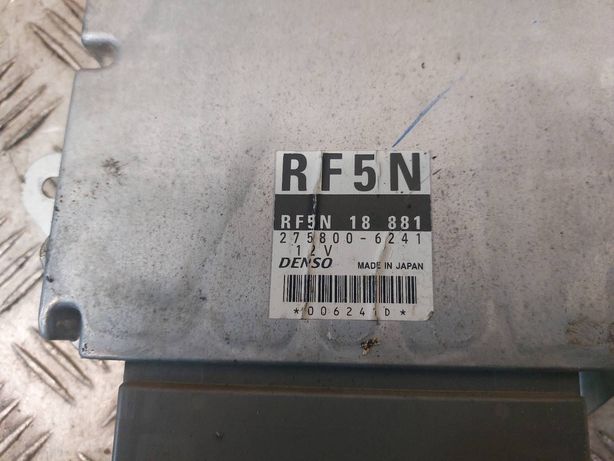 RF5N
RF5N 18 881
275800-6241
12V
DENSO MADE IN JAPAN
*006241D*